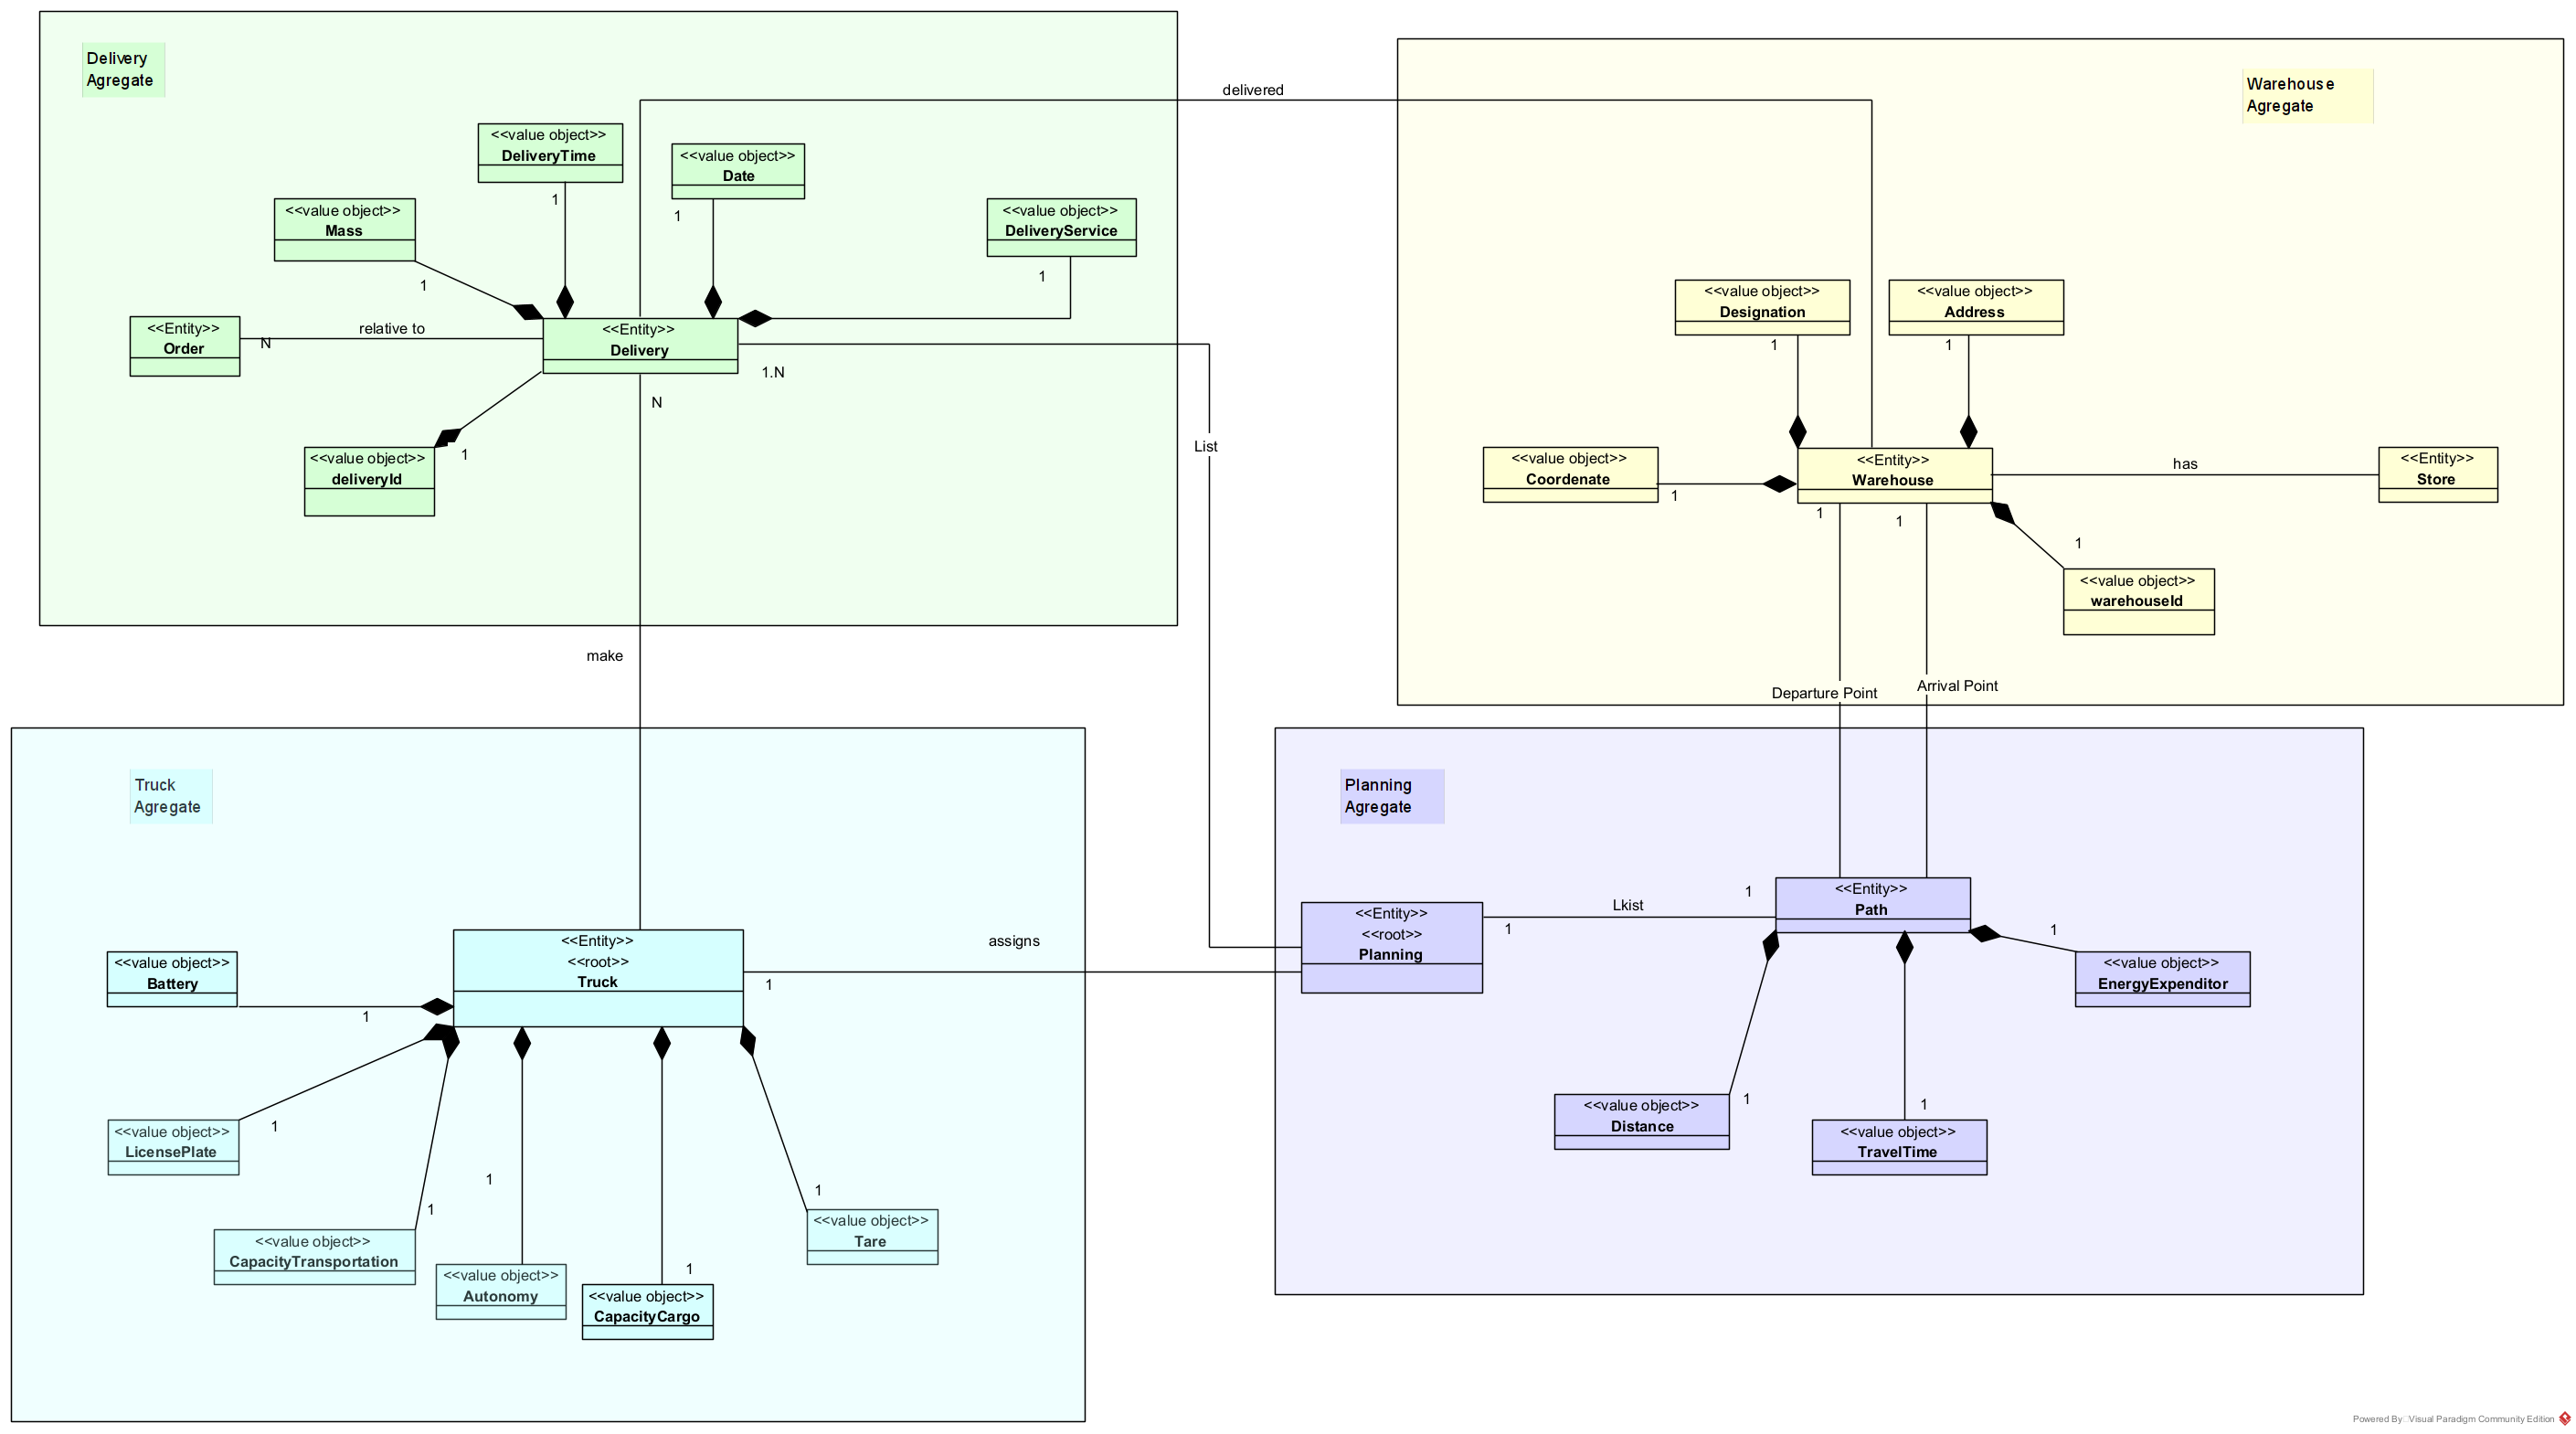 Delivery
Agregate
<<value object>>
DeliveryTime
1
<<value object>>
Date
1
<<value object>>
Mass
1
<<value object>>
DeliveryService
1
<<Entity>>
Order
N
relative to
<<Entity>>
Delivery
1.N
N
<<value object>>
deliveryId
1
delivered
List
make
Warehouse
Agregate
<<value object>>
Designation
1
<<value object>>
Address
1
<<value object>>
Coordenate
1
<<Entity>>
Warehouse
1
1
has
<<Entity>>
Store
1
<<value object>>
warehouseId
Departure Point
Arrival Point
Truck
Agregate
<<Entity>>
<<root>>
Truck
1
assigns
<<value object>>
Battery
1
<<value object>>
LicensePlate
1
<<value object>>
CapacityTransportation
1
<<value object>>
Autonomy
1
<<value object>>
CapacityCargo
1
<<value object>>
Tare
1
Planning
Agregate
<<Entity>>
<<root>>
Planning
1
Lkist
1
<<Entity>>
Path
1
<<value object>>
EnergyExpenditor
<<value object>>
Distance
1
<<value object>>
TravelTime
1
Powered By Visual Paradigm Community Edition